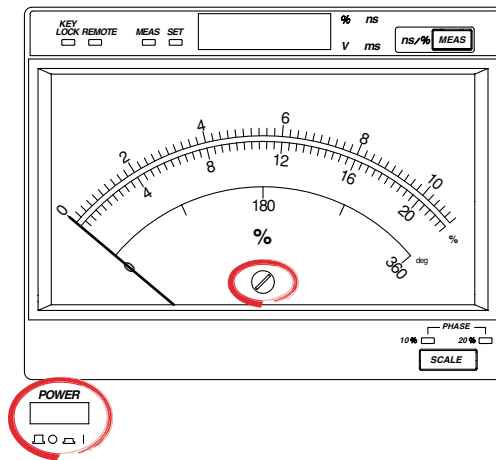 KEY
LOCK REMOTE MEAS SET
% ns
V ms
ns/% MEAS
0 2 4 6 8 10
4 8 12 16 20 %
0 180 360 deg
%
PHASE
10% 20%
SCALE
POWER